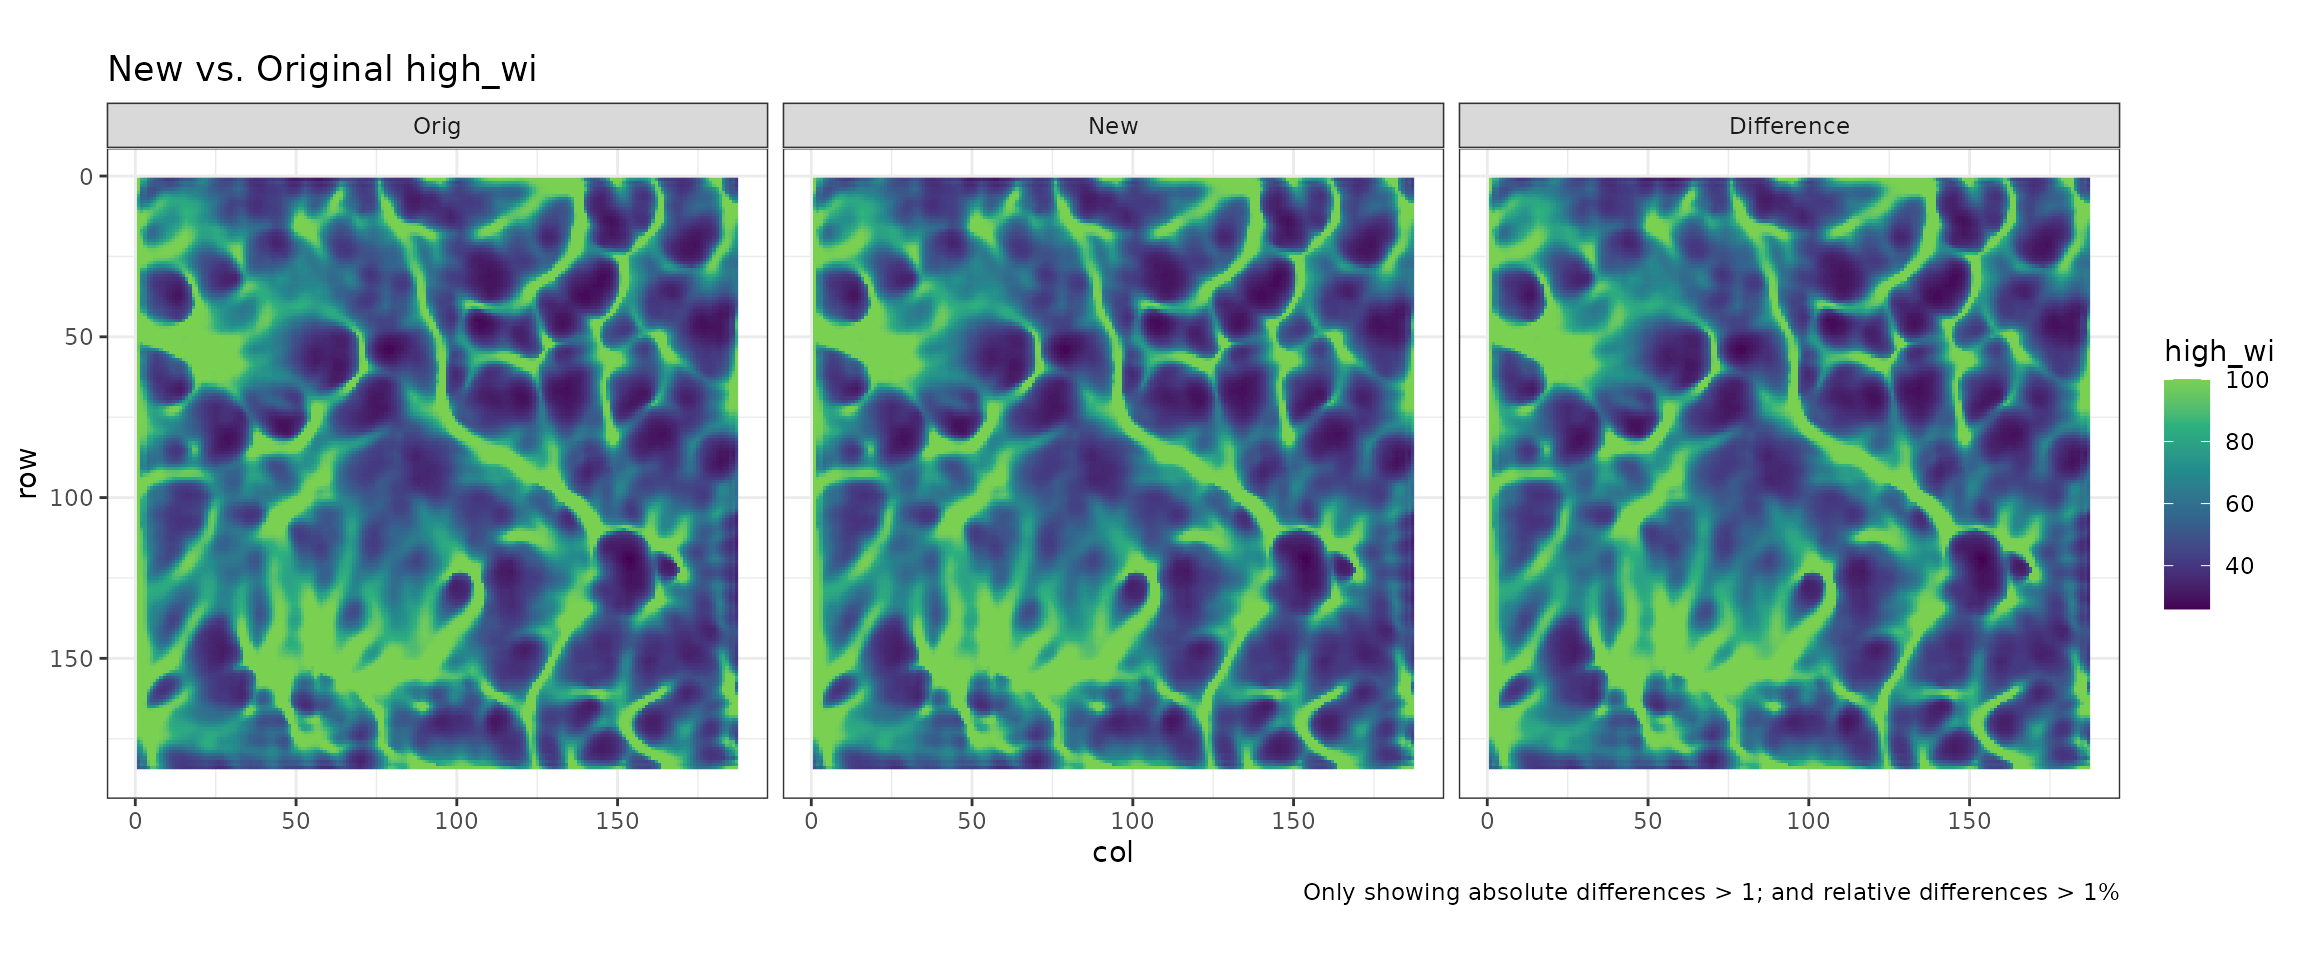 New vs. Original high_wi
Orig New Difference
0
50
100
150
row
0 50 100 150 0 50 100 150 0 50 100 150
col
high_wi
100
80
60
40
Only showing absolute differences > 1; and relative differences > 1%